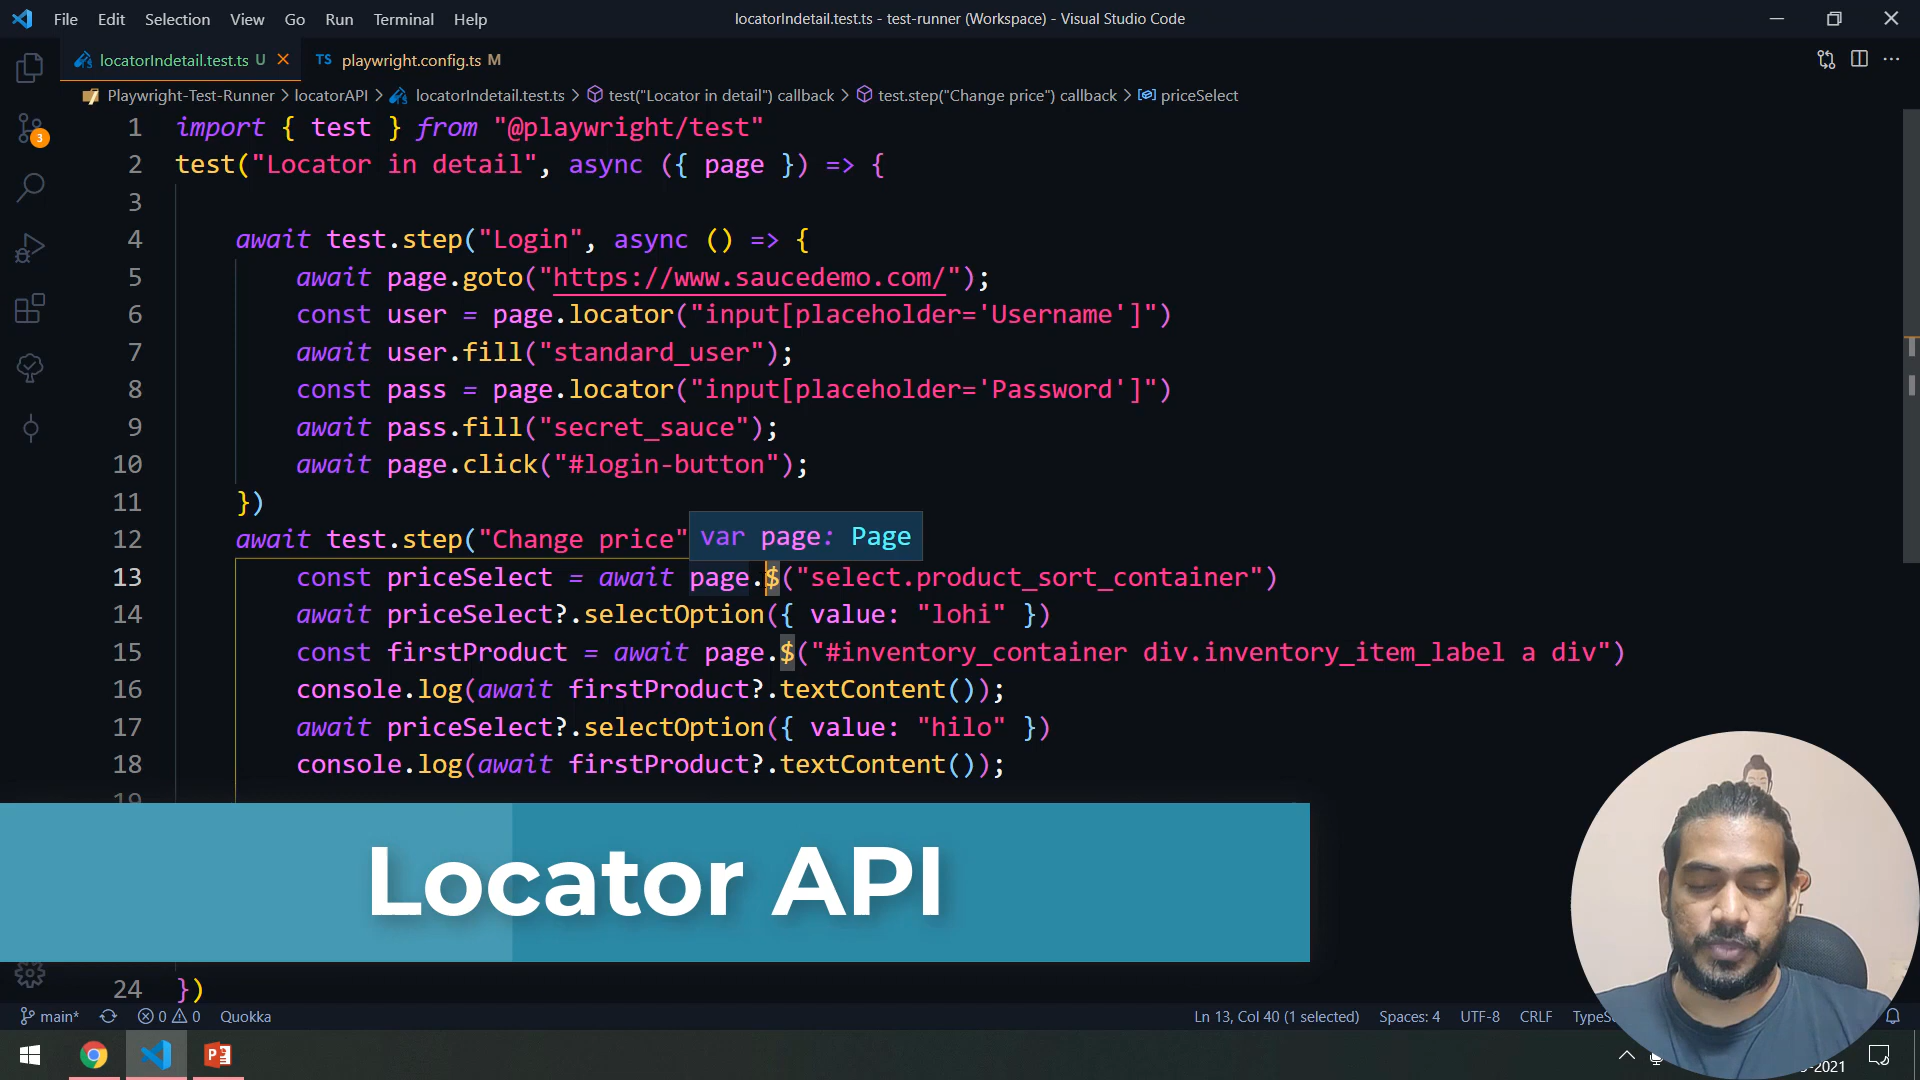 File Edit Selection View Go Run Terminal Help
locatorIndetail.test.ts - test-runner (Workspace) - Visual Studio Code
locatorIndetail.test.ts U
TS playwright.config.ts M
Playwright-Test-Runner > locatorAPI > locatorIndetail.test.ts > test("Locator in detail") callback > test.step("Change price") callback > priceSelect
3
1 import { test } from "@playwright/test"
2 test("Locator in detail", async ({ page }) => {
3
4 await test.step("Login", async () => {
5 await page.goto("https://www.saucedemo.com/");
6 const user = page.locator("input[placeholder='Username']")
7 await user.fill("standard_user");
8 const pass = page.locator("input[placeholder='Password']")
9 await pass.fill("secret_sauce");
10 await page.click("#login-button");
11 })
12 await test.step("Change price"
var page: Page
13 const priceSelect = await page.$("select.product_sort_container")
14 await priceSelect?.selectOption({ value: "lohi" })
15 const firstProduct = await page.$("#inventory_container div.inventory_item_label a div")
16 console.log(await firstProduct?.textContent());
17 await priceSelect?.selectOption({ value: "hilo" })
18 console.log(await firstProduct?.textContent());
19
Locator API
24 })
main* 0 0 Quokka
Ln 13, Col 40 (1 selected) Spaces: 4 UTF-8 CRLF
2021